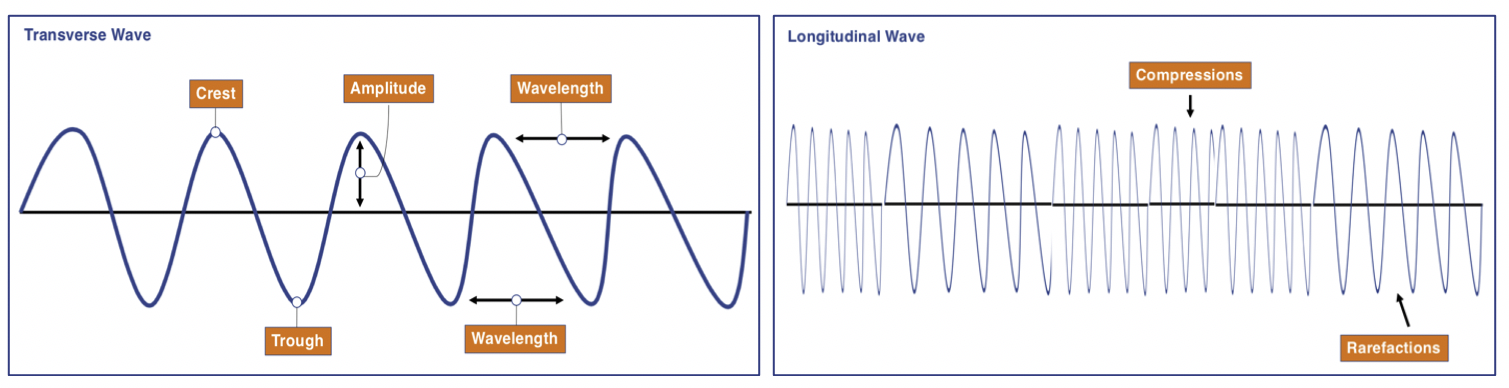 Transverse Wave
Crest
Amplitude
Wavelength
Trough
Wavelength
Longitudinal Wave
Compressions
Rarefactions